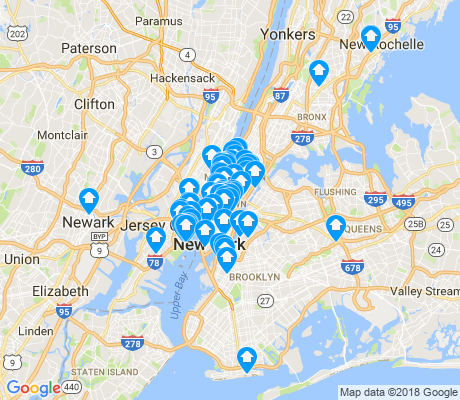 Paramus
202
Yonkers
Paterson
95
4
New Rochelle
Hackensack
Clifton
95
87
278
BRONX
Montclair
3
280
FLUSHING
295
495
Newark
BYP
1
9
Jersey C
25B
QUEENS
New York
78
678
Union
Elizabeth
Upper Bay
BROOKLYN
27
Valley Stream
95
Linden
278
9
STATEN ISLAND
440
Google
Map data ©2018 Google